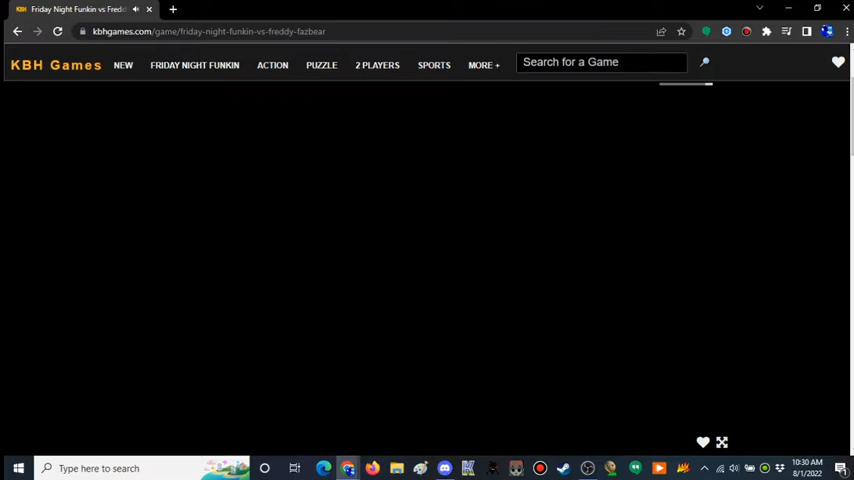 KBH Friday Night Funkin vs Fredd
kbhgames.com/game/friday-night-funkin-vs-freddy-fazbear
KBH Games NEW FRIDAY NIGHT FUNKIN ACTION PUZZLE 2 PLAYERS SPORTS MORE + Search for a Game
Type here to search
10:30 AM
8/1/2022